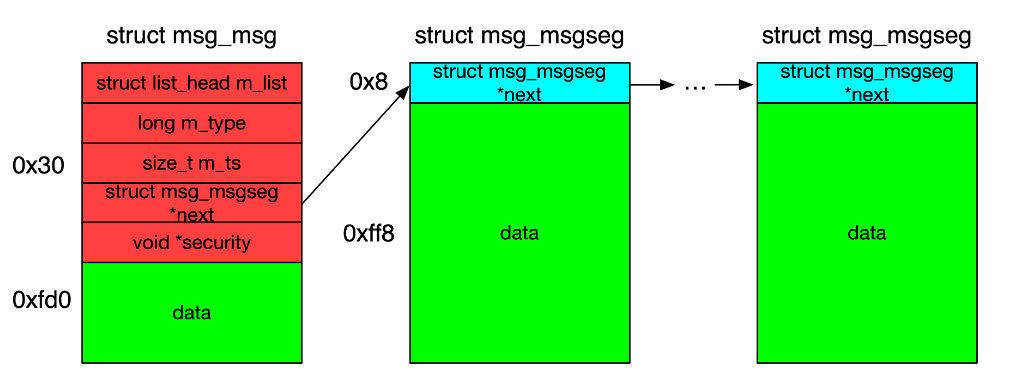 struct msg_msg
struct list_head m_list
long m_type
0x30
size_t m_ts
struct msg_msgseg
*next
void *security
0xfd0
data
struct msg_msgseg
0x8
struct msg_msgseg
*next
0xff8
data
...
struct msg_msgseg
struct msg_msgseg
*next
data